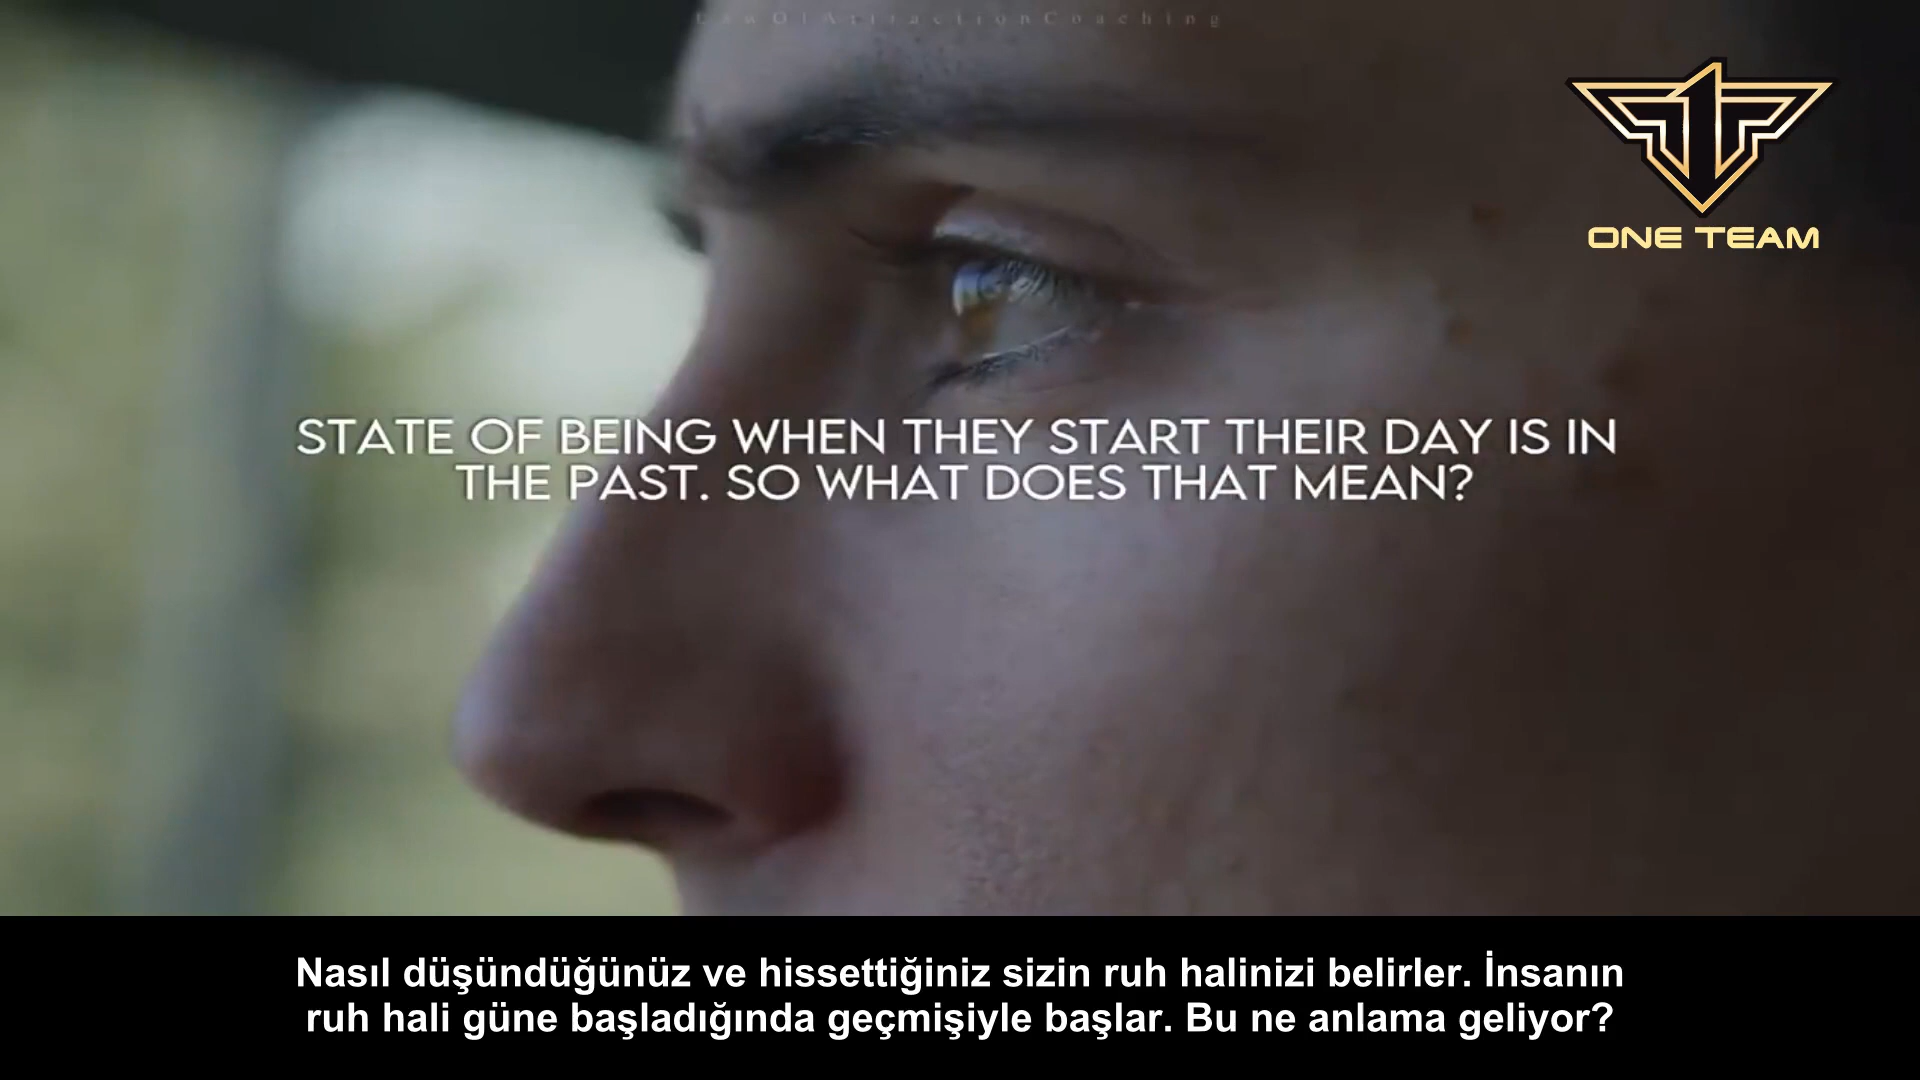 LawOfAttractionCoaching
ONE TEAM
STATE OF BEING WHEN THEY START THEIR DAY IS IN
THE PAST. SO WHAT DOES THAT MEAN?
Nasıl düşündüğünüz ve hissettiğiniz sizin ruh halinizi belirler. İnsanın
ruh hali güne başladığında geçmişiyle başlar. Bu ne anlama geliyor?